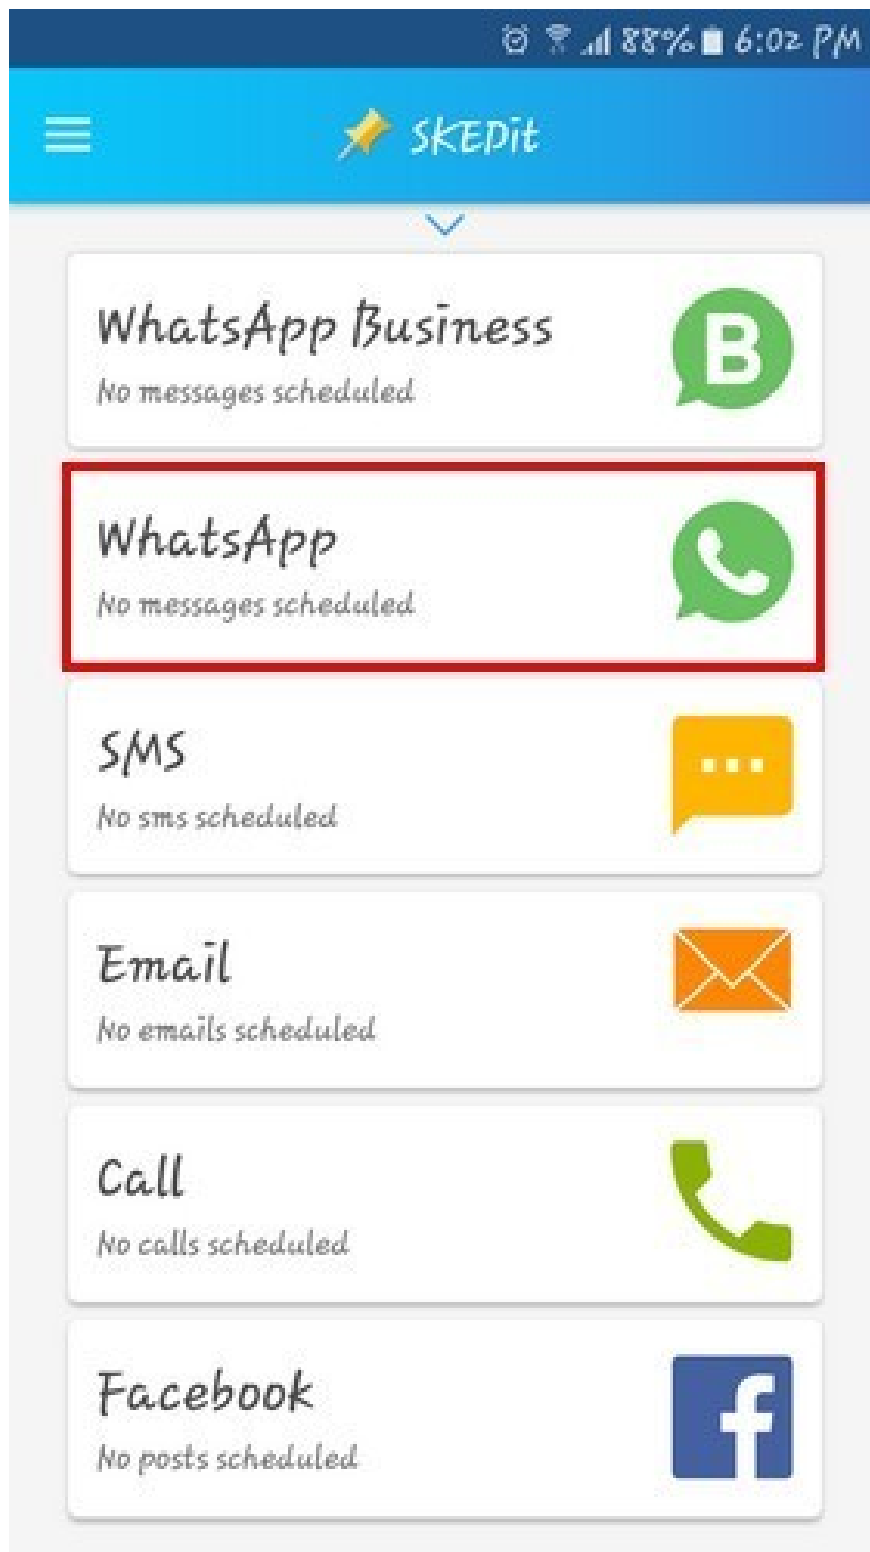 88% 6:02 PM
SKEDit
WhatsApp Business
No messages scheduled
B
WhatsApp
No messages scheduled
SMS
No sms scheduled
Email
No emails scheduled
Call
No calls scheduled
Facebook
No posts scheduled
f